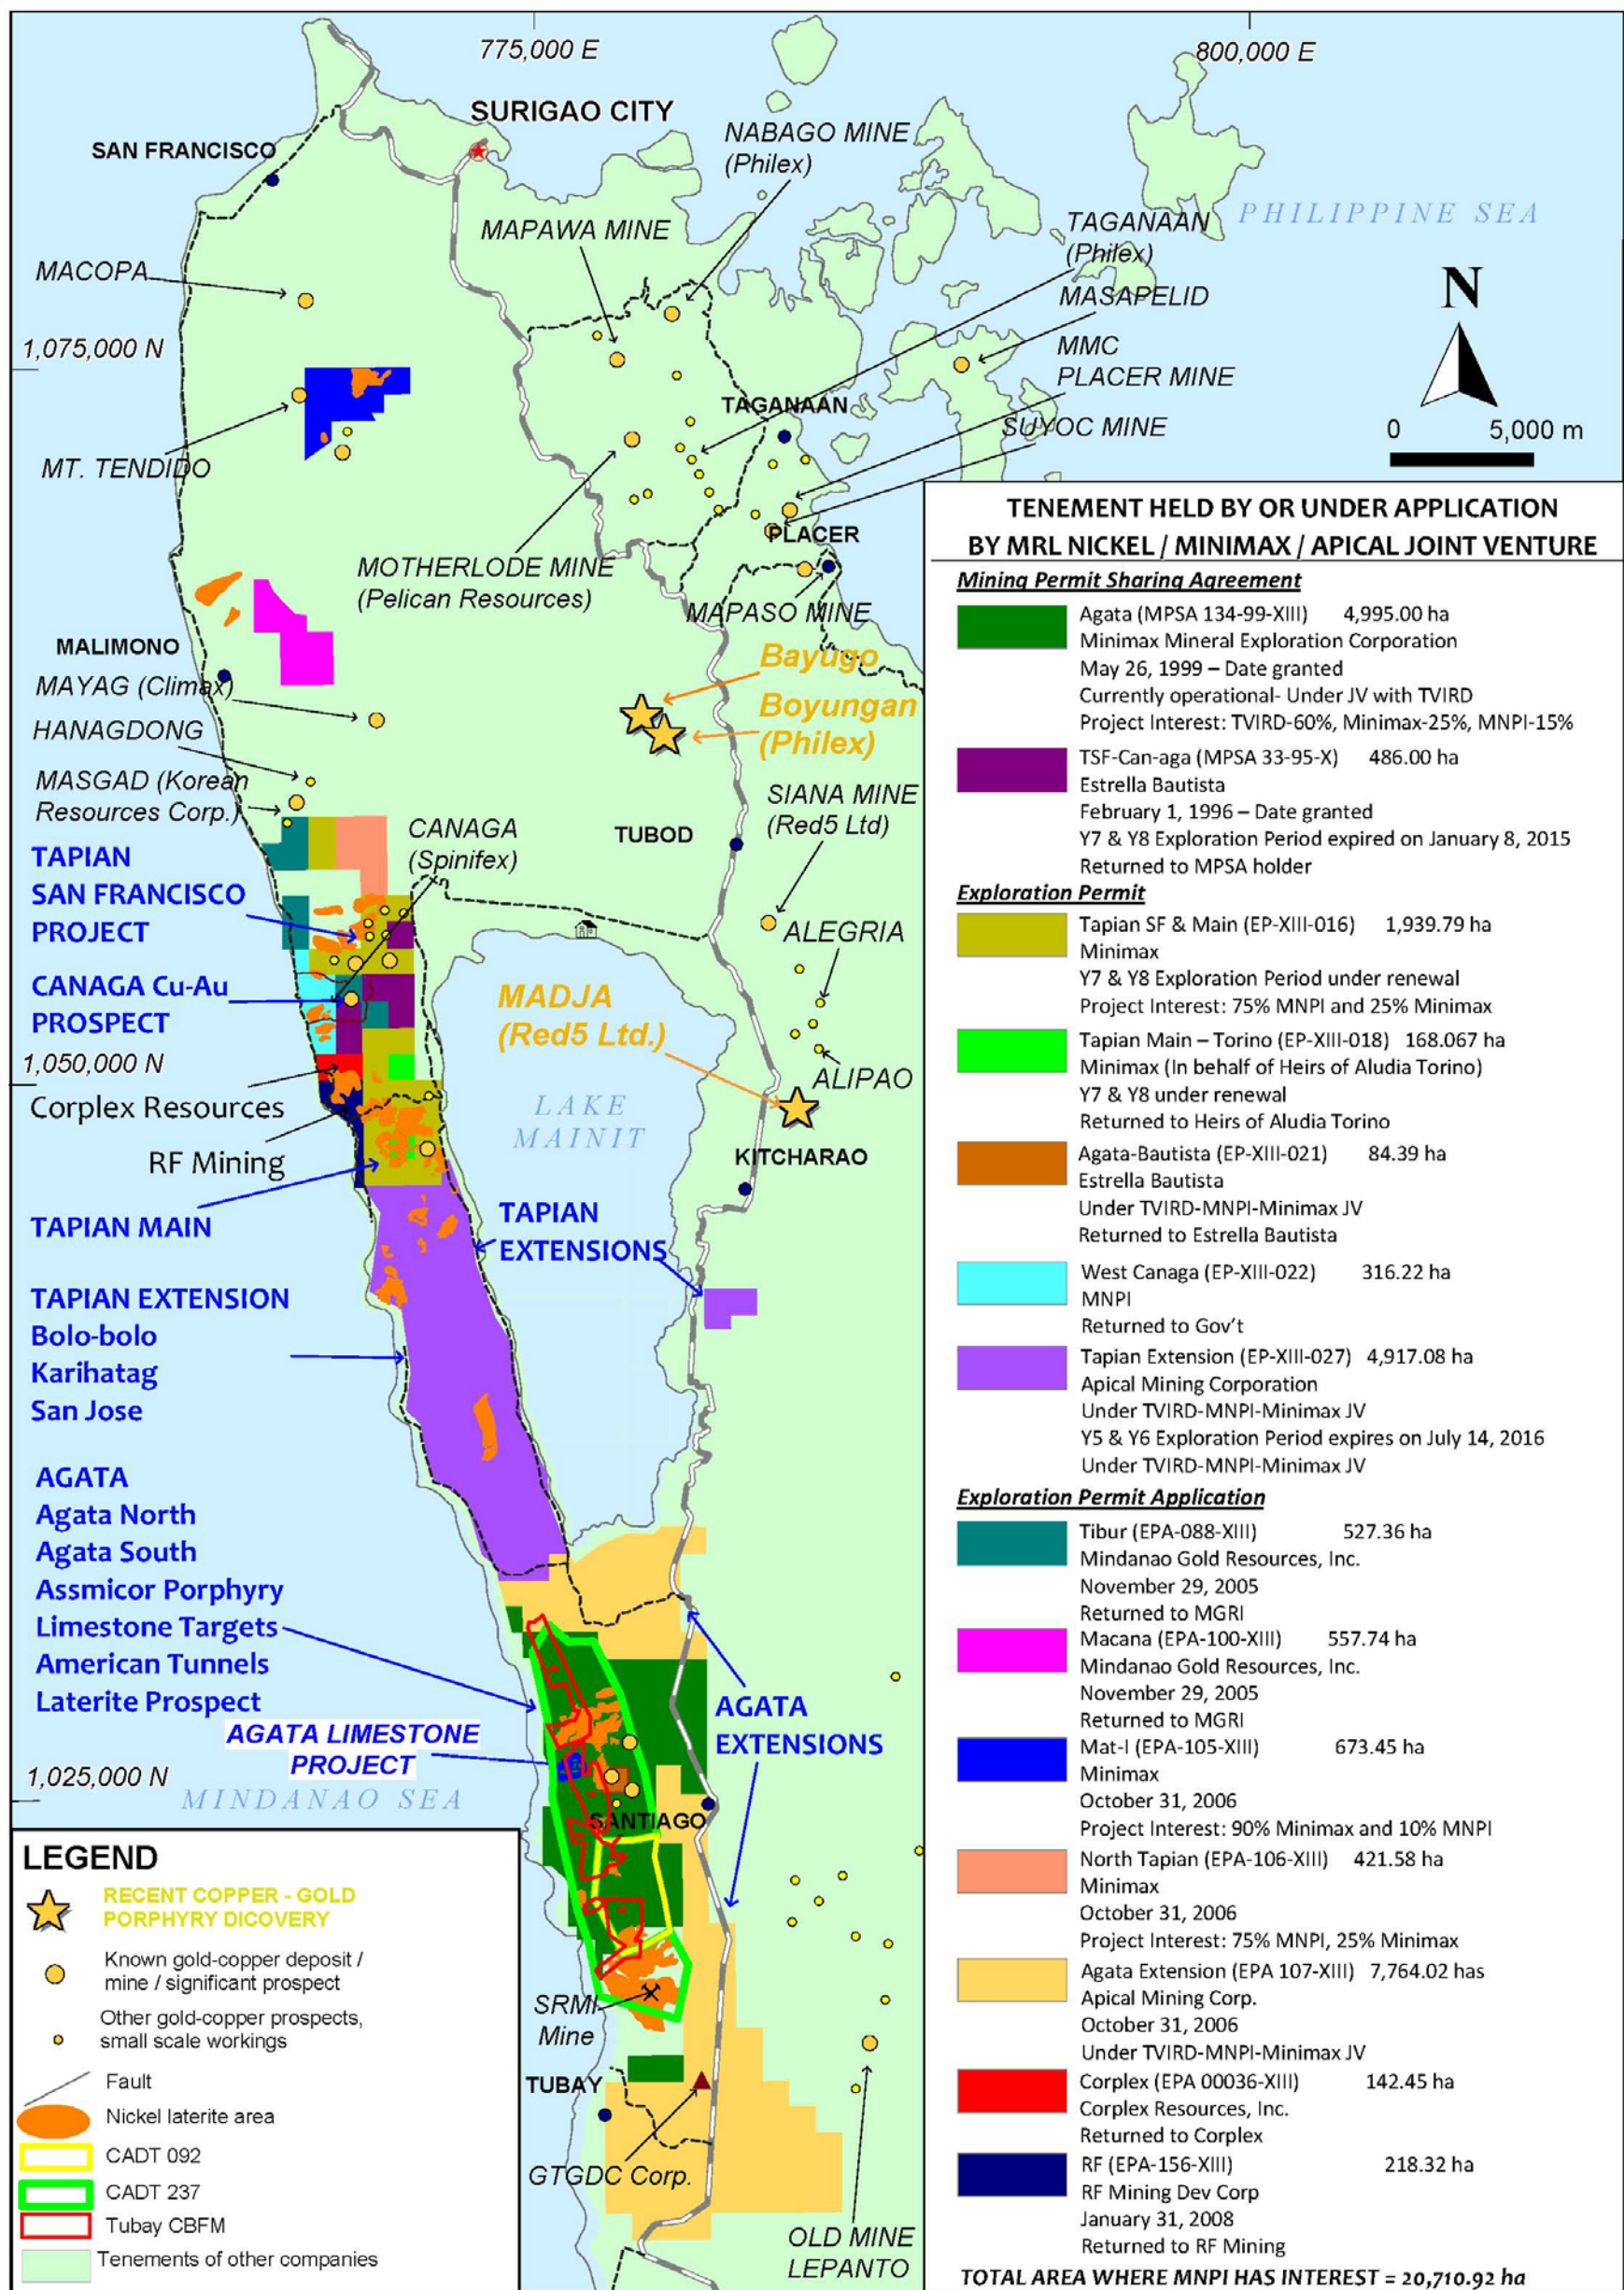 775,000 E
800,000 E
SURIGAO CITY
SAN FRANCISCO
NABAGO MINE
(Philex)
MAPAWA MINE
TAGANAAN
(Philex)
PHILIPPINE SEA
MACOPA
MASAPELID
N
1,075,000 N
MMC
PLACER MINE
TAGANAAN
SUYOC MINE
0 5,000 m
MT. TENDIDO
PLACER
MOTHERLODE MINE
(Pelican Resources)
MAPASO MINE
MALIMONO
MAYAG (Climax)
HANAGDONG
MASGAD (Korean
Resources Corp.)
Bayugo
Boyungan
(Philex)
SIANA MINE
(Red5 Ltd)
TUBOD
CANAGA
(Spinifex)
TAPIAN
SAN FRANCISCO
PROJECT
ALEGRIA
CANAGA Cu-Au
PROSPECT
MADJA
(Red5 Ltd.)
1,050,000 N
ALIPAO
Corplex Resources
LAKE
MAINIT
RF Mining
KITCHARAO
TAPIAN MAIN
TAPIAN
EXTENSIONS
TAPIAN EXTENSION
Bolo-bolo
Karihatag
San Jose
AGATA
Agata North
Agata South
Assmicor Porphyry
Limestone Targets
American Tunnels
Laterite Prospect
AGATA
EXTENSIONS
AGATA LIMESTONE
PROJECT
1,025,000 N
MINDANAO SEA
SANTIAGO
SRMI
Mine
TUBAY
GTGDC Corp.
OLD MINE
LEPANTO
LEGEND
RECENT COPPER - GOLD
PORPHYRY DICOVERY
Known gold-copper deposit /
mine / significant prospect
Other gold-copper prospects,
small scale workings
Fault
Nickel laterite area
CADT 092
CADT 237
Tubay CBFM
Tenements of other companies
TENEMENT HELD BY OR UNDER APPLICATION
BY MRL NICKEL / MINIMAX / APICAL JOINT VENTURE
Mining Permit Sharing Agreement
Agata (MPSA 134-99-XIII) 4,995.00 ha
Minimax Mineral Exploration Corporation
May 26, 1999 – Date granted
Currently operational- Under JV with TVIRD
Project Interest: TVIRD-60%, Minimax-25%, MNPI-15%
TSF-Can-aga (MPSA 33-95-X) 486.00 ha
Estrella Bautista
February 1, 1996 – Date granted
Y7 & Y8 Exploration Period expired on January 8, 2015
Returned to MPSA holder
Exploration Permit
Tapian SF & Main (EP-XIII-016) 1,939.79 ha
Minimax
Y7 & Y8 Exploration Period under renewal
Project Interest: 75% MNPI and 25% Minimax
Tapian Main – Torino (EP-XIII-018) 168.067 ha
Minimax (In behalf of Heirs of Aludia Torino)
Y7 & Y8 under renewal
Returned to Heirs of Aludia Torino
Agata-Bautista (EP-XIII-021) 84.39 ha
Estrella Bautista
Under TVIRD-MNPI-Minimax JV
Returned to Estrella Bautista
West Canaga (EP-XIII-022) 316.22 ha
MNPI
Returned to Gov't
Tapian Extension (EP-XIII-027) 4,917.08 ha
Apical Mining Corporation
Under TVIRD-MNPI-Minimax JV
Y5 & Y6 Exploration Period expires on July 14, 2016
Under TVIRD-MNPI-Minimax JV
Exploration Permit Application
Tibur (EPA-088-XIII) 527.36 ha
Mindanao Gold Resources, Inc.
November 29, 2005
Returned to MGRI
Macana (EPA-100-XIII) 557.74 ha
Mindanao Gold Resources, Inc.
November 29, 2005
Returned to MGRI
Mat-I (EPA-105-XIII) 673.45 ha
Minimax
October 31, 2006
Project Interest: 90% Minimax and 10% MNPI
North Tapian (EPA-106-XIII) 421.58 ha
Minimax
October 31, 2006
Project Interest: 75% MNPI, 25% Minimax
Agata Extension (EPA 107-XIII) 7,764.02 has
Apical Mining Corp.
October 31, 2006
Under TVIRD-MNPI-Minimax JV
Corplex (EPA 00036-XIII) 142.45 ha
Corplex Resources, Inc.
Returned to Corplex
RF (EPA-156-XIII) 218.32 ha
RF Mining Dev Corp
January 31, 2008
Returned to RF Mining
TOTAL AREA WHERE MNPI HAS INTEREST = 20,710.92 ha